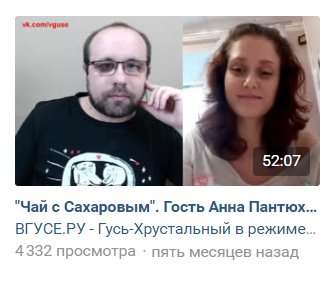 vk.com/vguse
52:07
"Чай с Сахаровым". Гость Анна Пантюх...
ВГУСЕ.РУ - Гусь-Хрустальный в режиме...
4 332 просмотра · пять месяцев назад